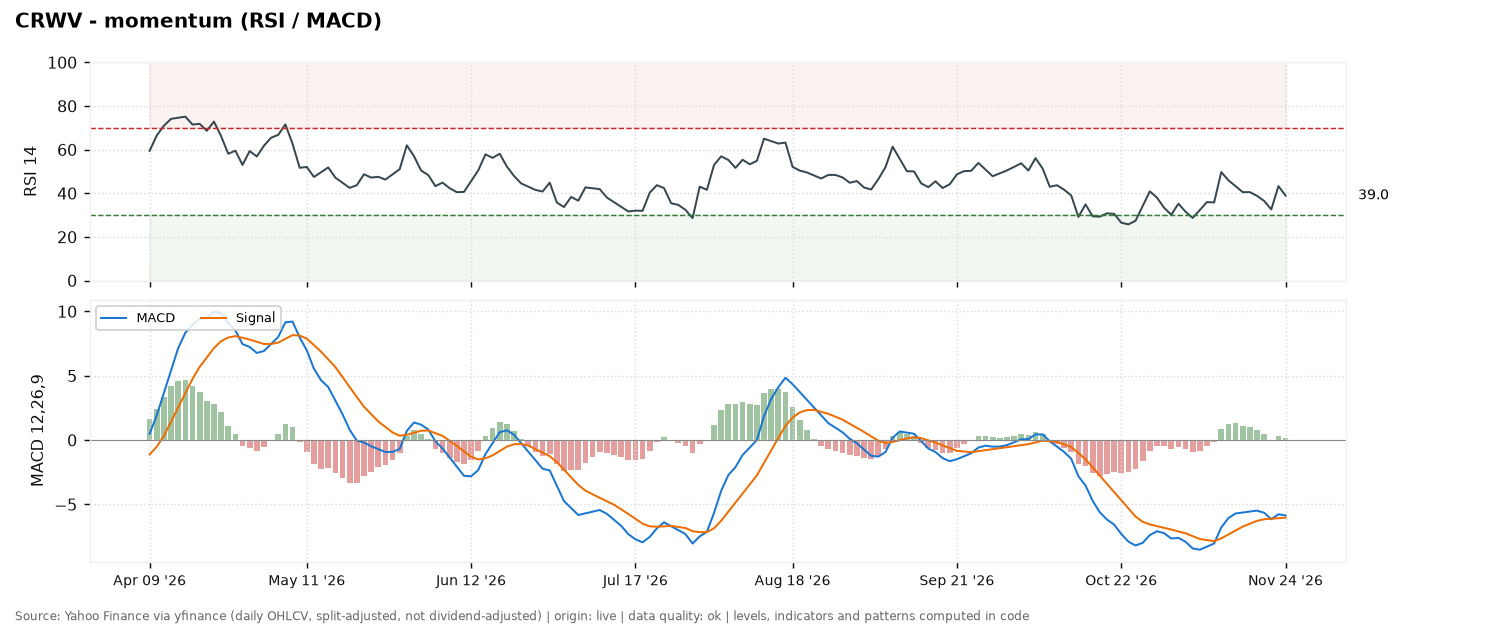 CRWV - momentum (RSI / MACD)
100
80
60
40
20
0
RSI 14
39.0
MACD
Signal
10
5
0
−5
MACD 12,26,9
Apr 09 '26
May 11 '26
Jun 12 '26
Jul 17 '26
Aug 18 '26
Sep 21 '26
Oct 22 '26
Nov 24 '26
Source: Yahoo Finance via yfinance (daily OHLCV, split-adjusted, not dividend-adjusted) | origin: live | data quality: ok | levels, indicators and patterns computed in code